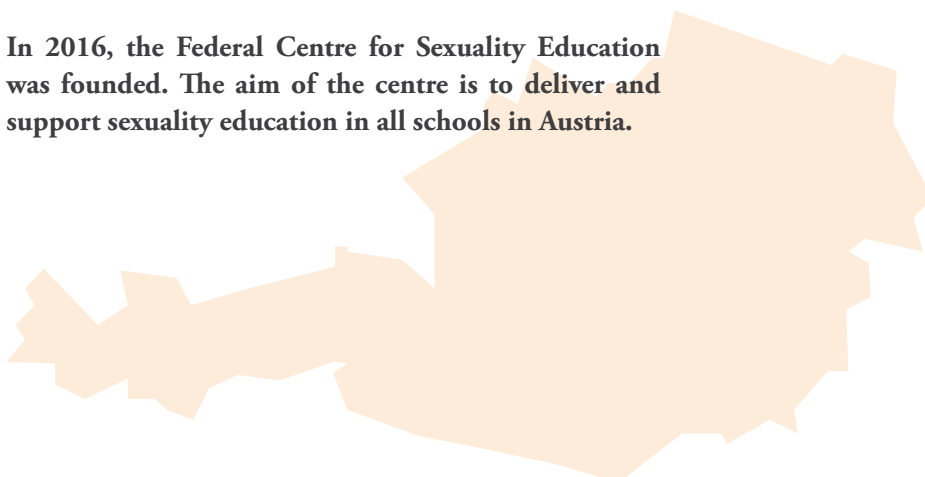 In 2016, the Federal Centre for Sexuality Education
was founded. The aim of the centre is to deliver and
support sexuality education in all schools in Austria.